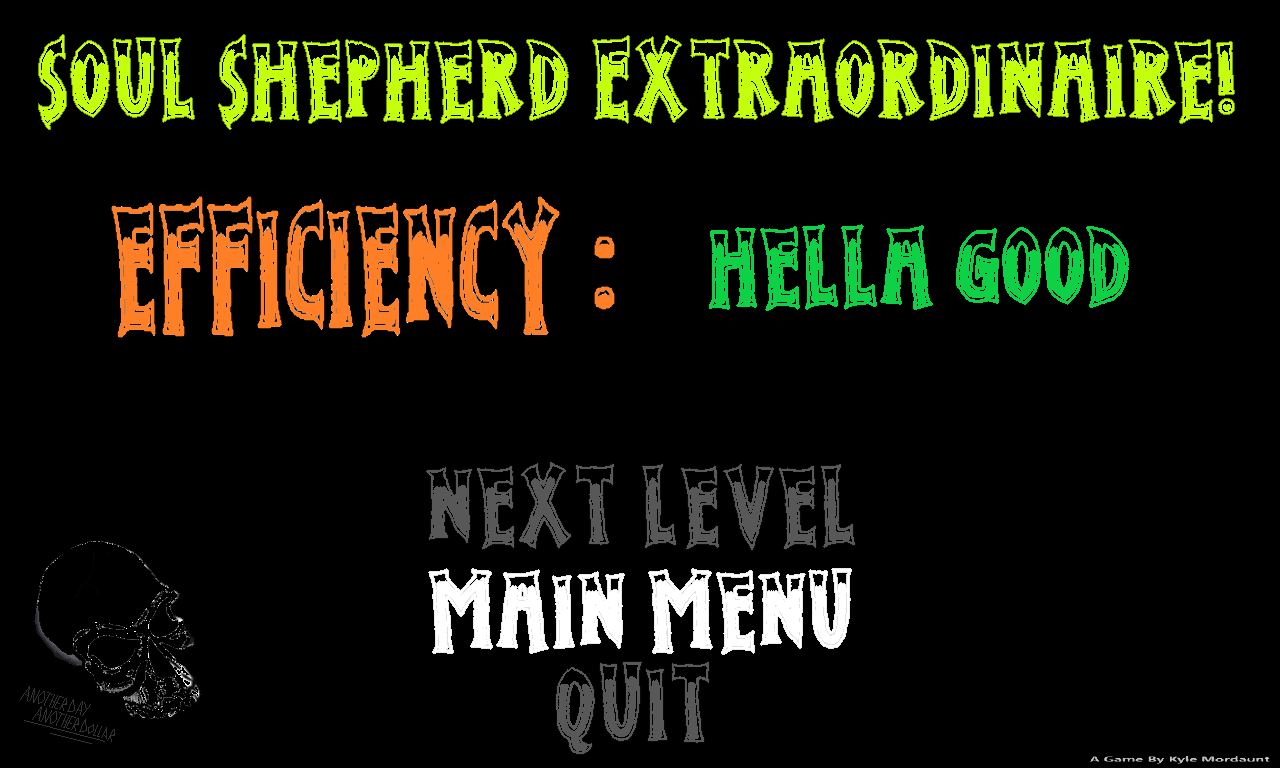 SOUL SHEPHERD EXTRAORDINAIRE!
EFFICIENCY : HELLA GOOD
NEXT LEVEL
MAIN MENU
QUIT
ANOTHER DAY
ANOTHER DOLLAR
A Game By Kyle Mordaunt